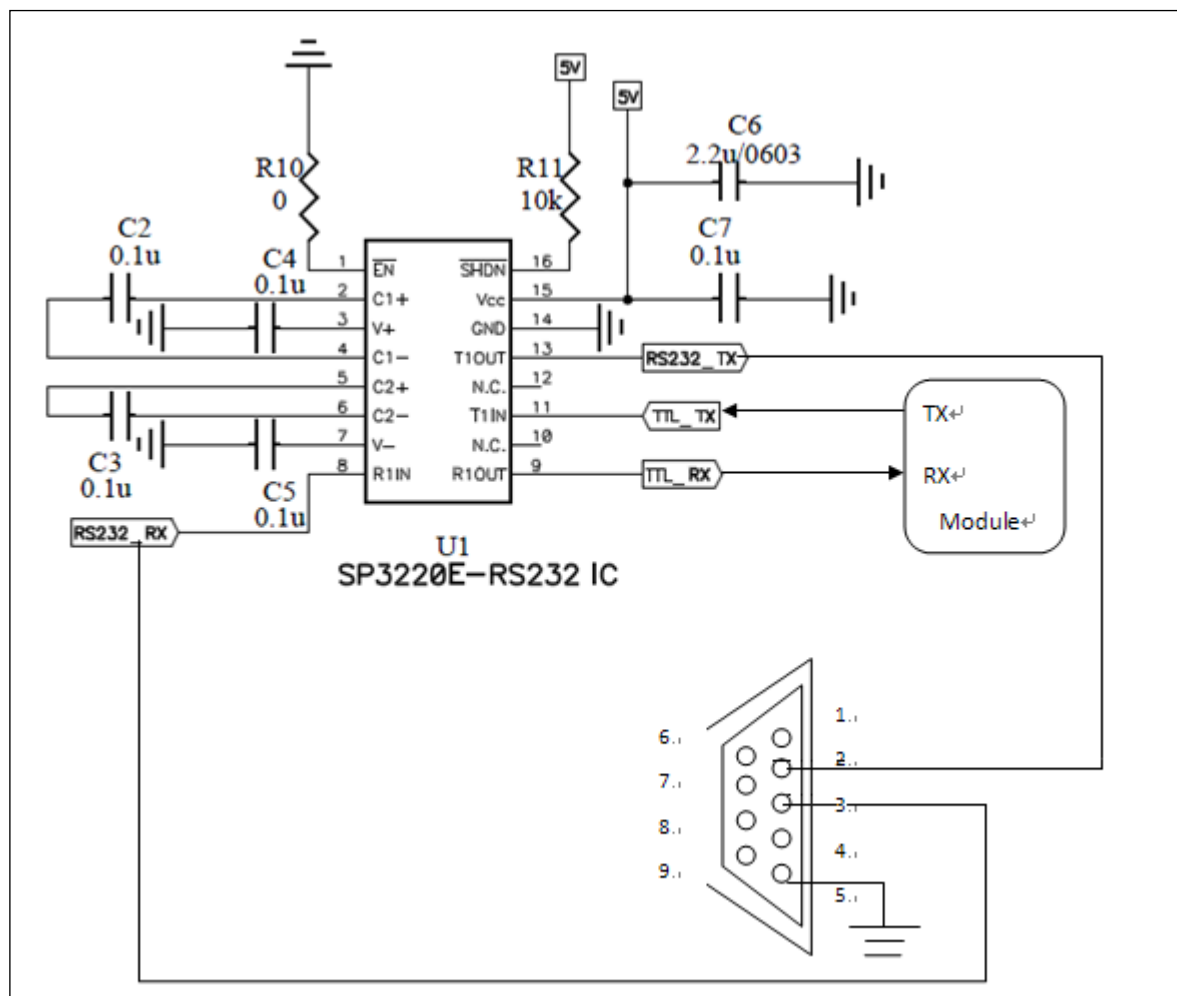 5V
5V
C6
2.2u/0603
R10
0
R11
10k
C7
0.1u
C2
0.1u
C4
0.1u
1 EN SHDN 16
2 C1+ Vcc 15
3 V+ GND 14
4 C1- T1OUT 13 RS232_TX
5 C2+ N.C. 12
6 C2- T1IN 11 TTL_TX
7 V- N.C. 10
8 R1IN R1OUT 9 TTL_RX
TX↵
RX↵
Module↵
C3
0.1u
C5
0.1u
RS232_RX
U1
SP3220E-RS232 IC
1.
6.
2.
7.
3.
8.
4.
9.
5.